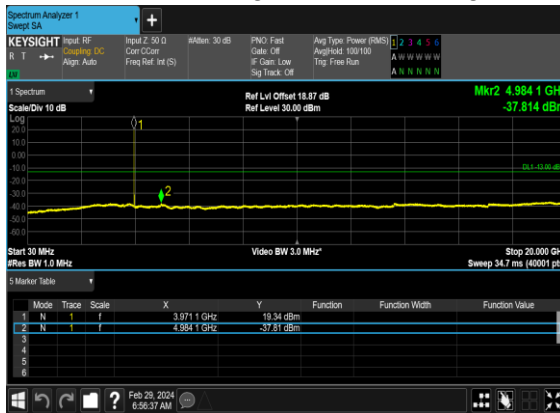 Spectrum Analyzer 1
Swept SA
+
KEYSIGHT Input: RF Input Z: 50 Ω #Atten: 30 dB PNO: Fast Avg Type: Power (RMS) 1 2 3 4 5 6
R T Coupling: DC Corr CCorr Gate: Off Avg|Hold: 100/100 A W W W W W
Align: Auto Freq Ref: Int (S) IF Gain: Low Trig: Free Run
LXI Sig Track: Off A N N N N N
1 Spectrum Ref Lvl Offset 18.87 dB Mkr2 4.984 1 GH
Scale/Div 10 dB Ref Level 30.00 dBm -37.814 dBr
Log
20.0
10.0
0.00
-10.0
-20.0
-30.0
-40.0
-50.0
-60.0
1
2
DL1 -13.00 dB
Start 30 MHz Video BW 3.0 MHz* Stop 20.000 GH
#Res BW 1.0 MHz Sweep 34.7 ms (40001 pt
5 Marker Table
Mode Trace Scale X Y Function Function Width Function Value
1 N 1 f 3.971 1 GHz 19.34 dBm
2 N 1 f 4.984 1 GHz -37.81 dBm
3
4
5
6
? Feb 29, 2024
6:56:37 AM